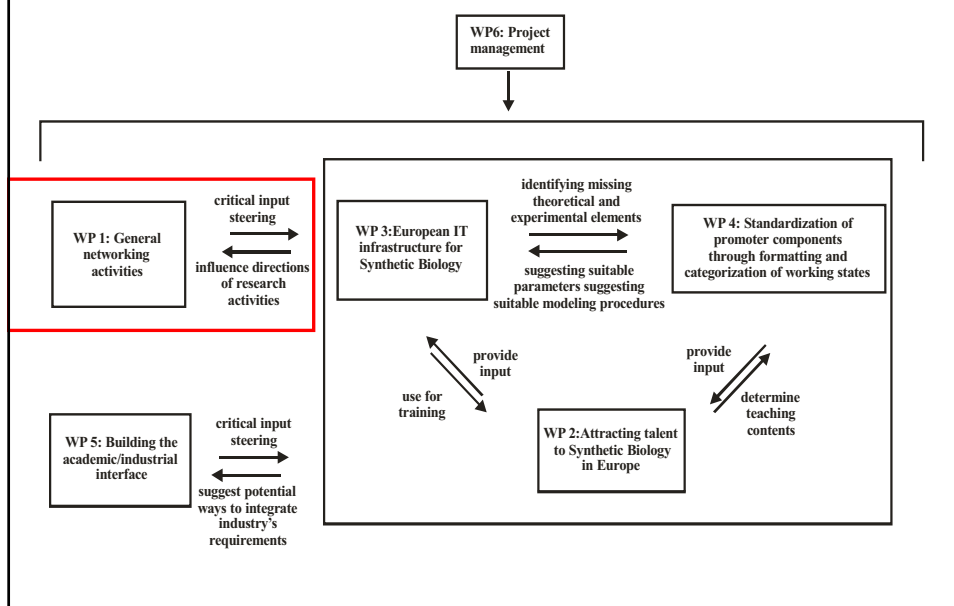 WP6: Project
management
critical input
steering
WP 1: General
networking
activities
influence directions
of research
activities
WP 3:European IT
infrastructure for
Synthetic Biology
identifying missing
theoretical and
experimental elements
suggesting suitable
parameters suggesting
suitable modeling procedures
WP 4: Standardization of
promoter components
through formatting and
categorization of working states
provide
input
use for
training
provide
input
determine
teaching
contents
WP 2:Attracting talent
to Synthetic Biology
in Europe
WP 5: Building the
academic/industrial
interface
critical input
steering
suggest potential
ways to integrate
industry's
requirements